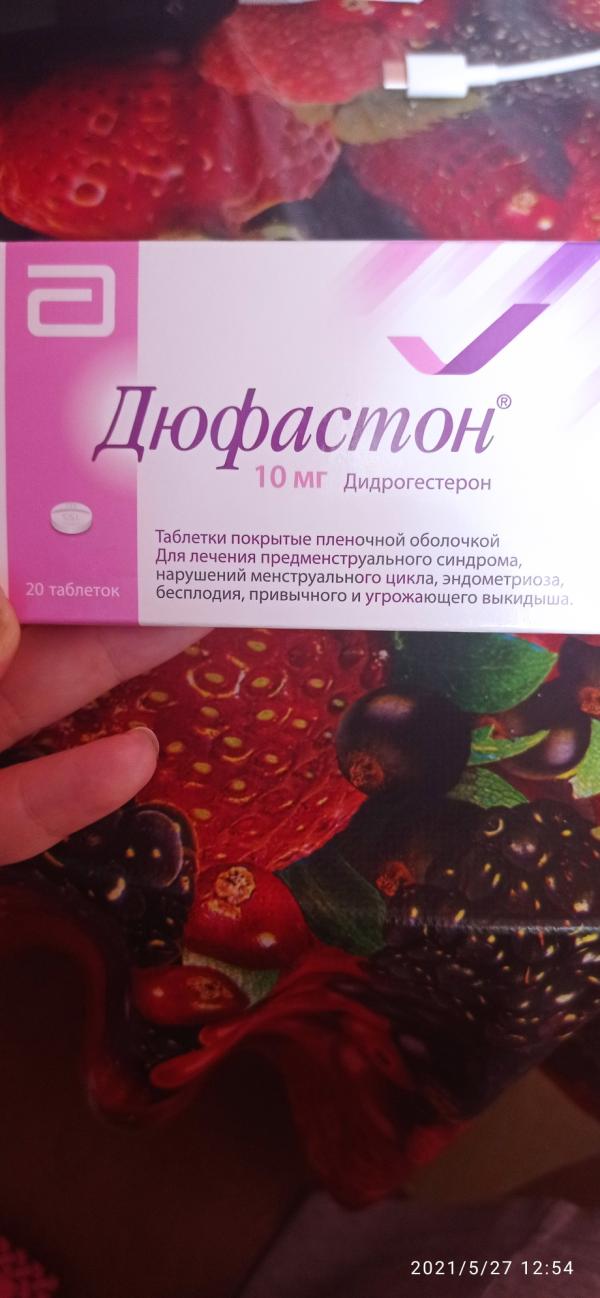 Дюфастон®
10 мг Дидрогестерон
Таблетки покрытые пленочной оболочкой
Для лечения предменструального синдрома,
нарушений менструального цикла, эндометриоза,
бесплодия, привычного и угрожающего выкидыша.
20 таблеток
2021/5/27 12:54